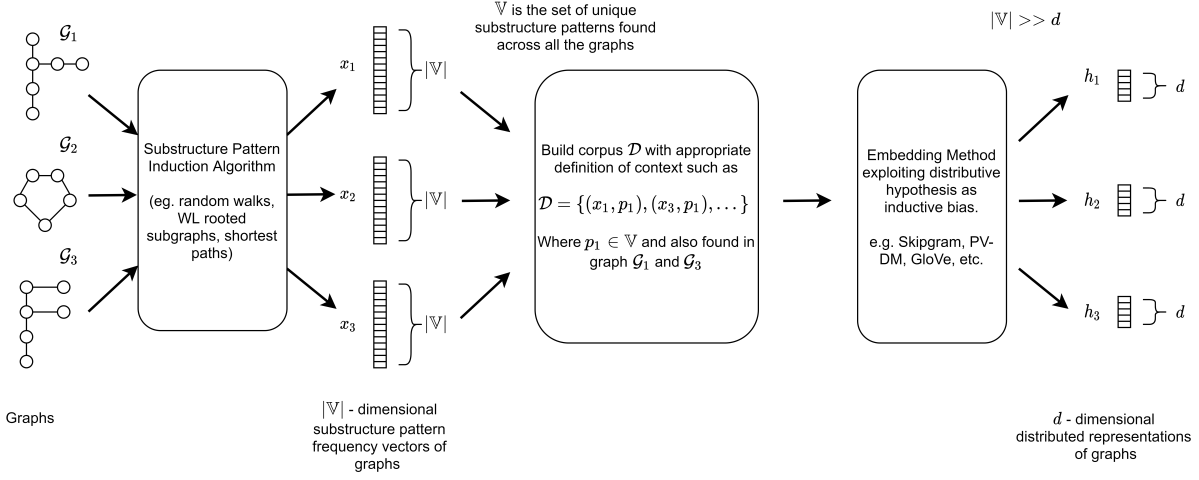 𝒢₁
𝒢₂
𝒢₃
Graphs
Substructure Pattern
Induction Algorithm
(eg. random walks,
WL rooted
subgraphs, shortest
paths)
x₁
|𝕍|
x₂
|𝕍|
x₃
|𝕍|
|𝕍| - dimensional
substructure pattern
frequency vectors of
graphs
𝕍 is the set of unique
substructure patterns found
across all the graphs
Build corpus 𝒟 with appropriate
definition of context such as
𝒟 = {(x₁, p₁), (x₃, p₁), . . . }
Where p₁ ∈ 𝕍 and also found in
graph 𝒢₁ and 𝒢₃
Embedding Method
exploiting distributive
hypothesis as
inductive bias.
e.g. Skipgram, PV-
DM, GloVe, etc.
|𝕍| >> d
h₁
d
h₂
d
h₃
d
d - dimensional
distributed representations
of graphs